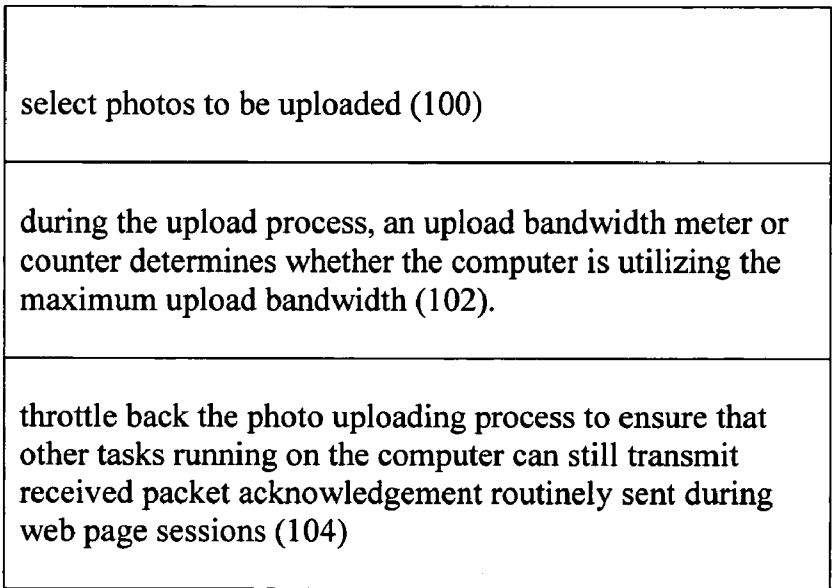 select photos to be uploaded (100)
during the upload process, an upload bandwidth meter or
counter determines whether the computer is utilizing the
maximum upload bandwidth (102).
throttle back the photo uploading process to ensure that
other tasks running on the computer can still transmit
received packet acknowledgement routinely sent during
web page sessions (104)